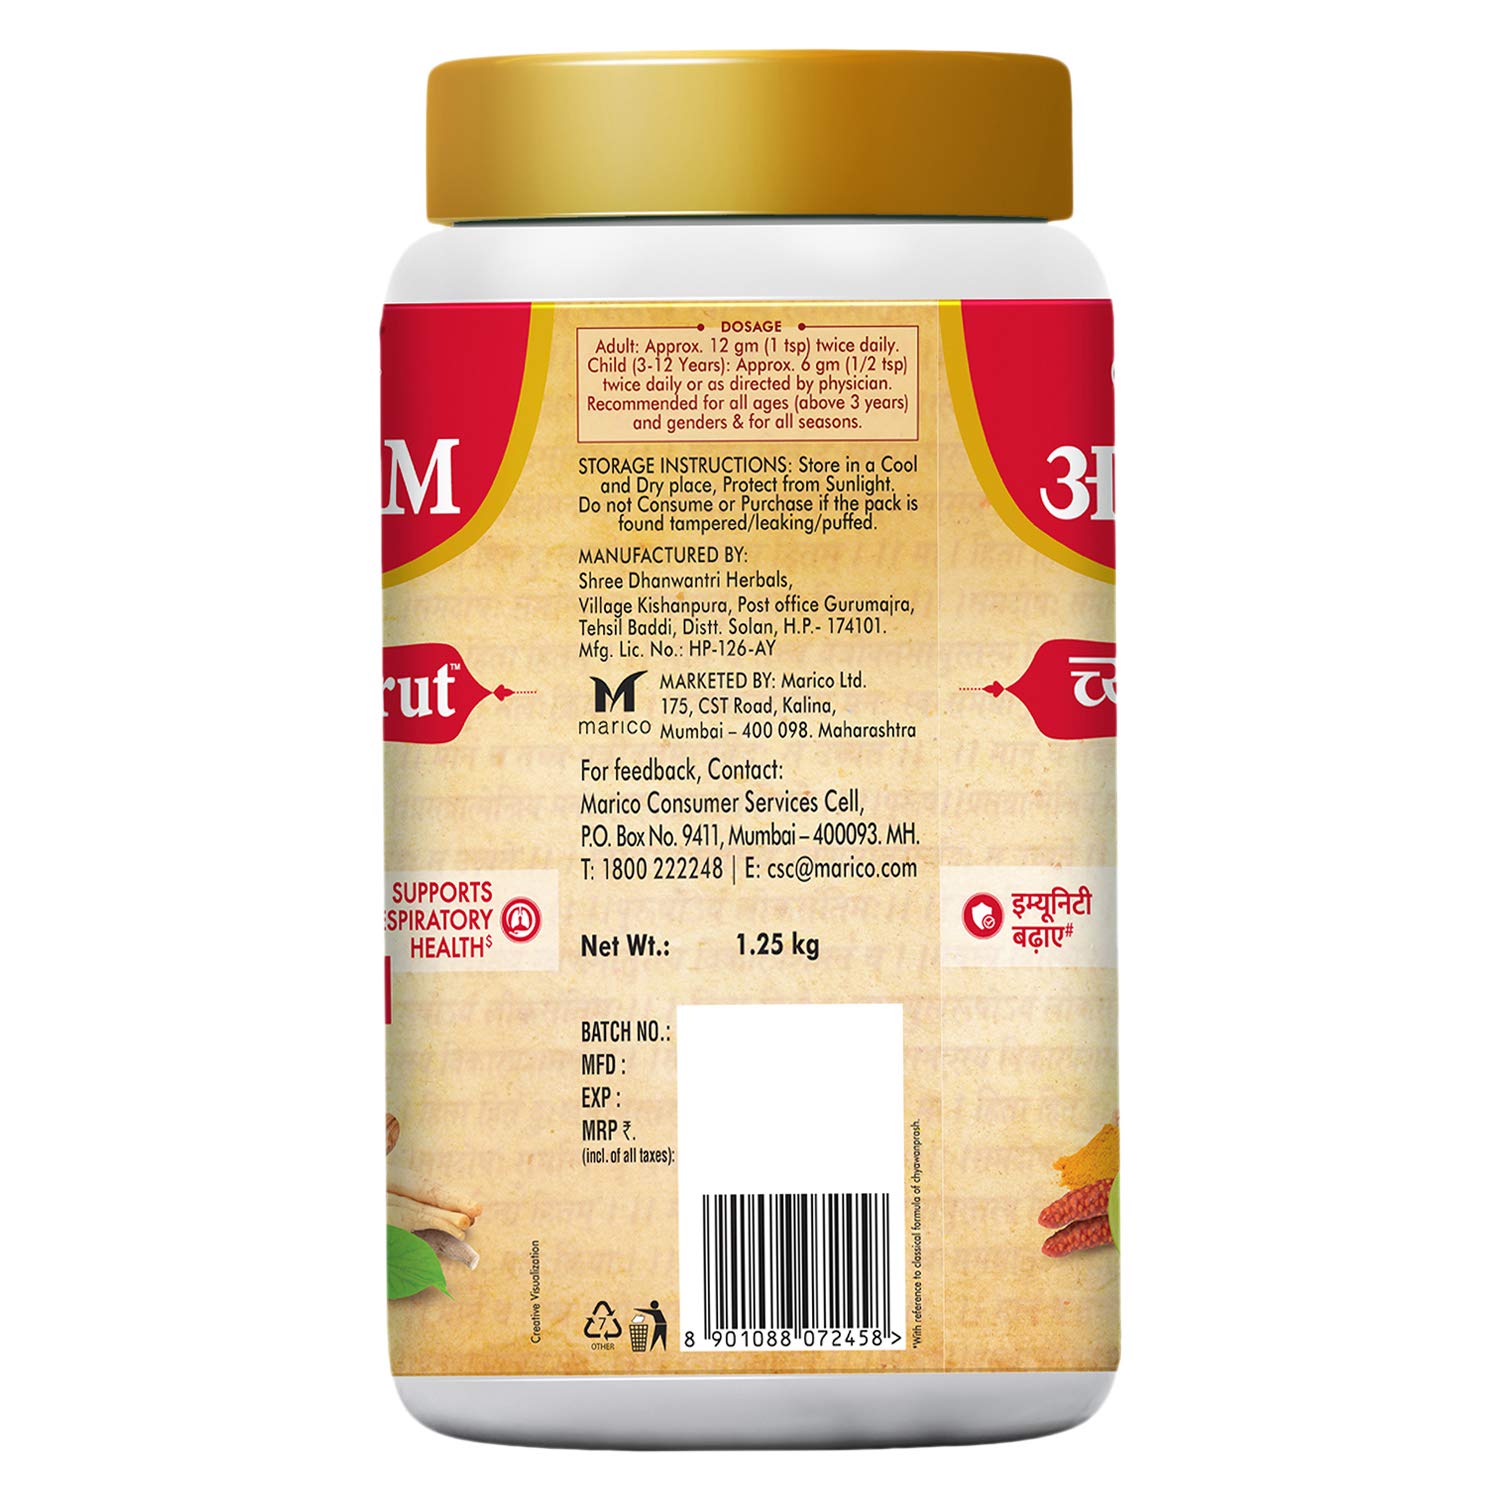 DOSAGE
Adult: Approx. 12 gm (1 tsp) twice daily.
Child (3-12 Years): Approx. 6 gm (1/2 tsp)
twice daily or as directed by physician.
Recommended for all ages (above 3 years)
and genders & for all seasons.
STORAGE INSTRUCTIONS: Store in a Cool
and Dry place, Protect from Sunlight.
Do not Consume or Purchase if the pack is
found tampered/leaking/puffed.
MANUFACTURED BY:
Shree Dhanwantri Herbals,
Village Kishanpura, Post office Gurumajra,
Tehsil Baddi, Distt. Solan, H.P.- 174101.
Mfg. Lic. No.: HP-126-AY
marico
MARKETED BY: Marico Ltd.
175, CST Road, Kalina,
Mumbai – 400 098. Maharashtra
For feedback, Contact:
Marico Consumer Services Cell,
P.O. Box No. 9411, Mumbai – 400093. MH.
T: 1800 222248 | E: csc@marico.com
Net Wt.: 1.25 kg
BATCH NO.:
MFD :
EXP :
MRP ₹.
(incl. of all taxes):
8 901088 072458 >
7
OTHER
Creative Visualization
*With reference to classical formula of chyawanprash.
M
rut™
SUPPORTS
ESPIRATORY
HEALTH$
आ
च्य
इम्यूनिटी
बढ़ाए#